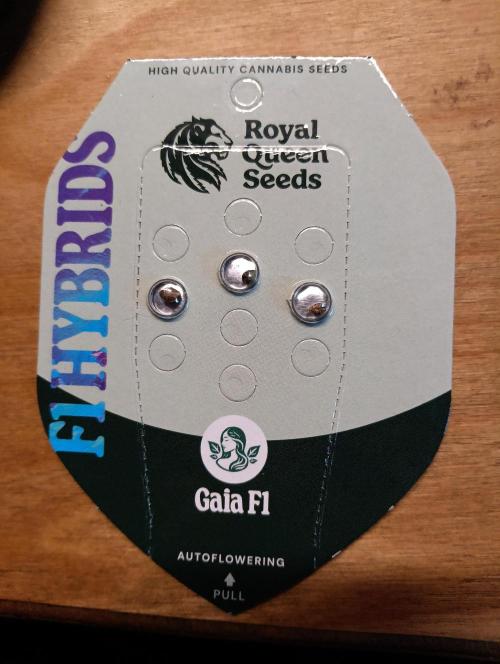 HIGH QUALITY CANNABIS SEEDS
Royal
Queen
Seeds
F1 HYBRIDS
Gaia F1
AUTOFLOWERING
PULL